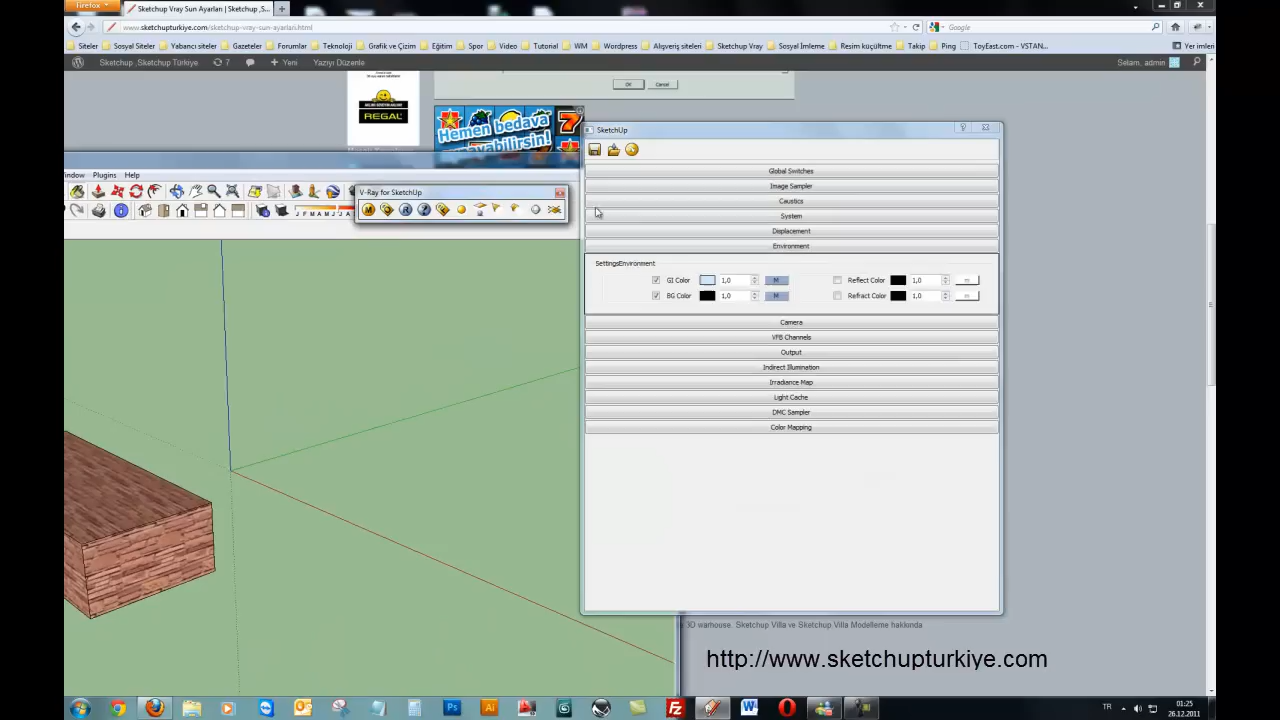 Firefox
Sketchup Vray Sun Ayarları | Sketchup ,S...
www.sketchupturkiye.com/sketchup-vray-sun-ayarlari.html
Google
Siteler Sosyal Siteler Yabancı siteler Gazeteler Forumlar Teknoloji Grafik ve Çizim Eğitim Spor Video Tutorial WM Wordpress Alışveriş siteleri Sketchup Vray Sosyal İmleme Resim küçültme Takip Ping ToyEast.com - VSTAN... Yer imleri
Sketchup ,Sketchup Türkiye 7 Yeni Yazıyı Düzenle Selam, admin
OK Cancel
REGAL
Hemen bedava
SketchUp
Window Plugins Help
V-Ray for SketchUp
J F M A M J J
Global Switches
Image Sampler
Caustics
System
Displacement
Environment
SettingsEnvironment
GI Color 1,0 M Reflect Color 1,0 m
BG Color 1,0 M Refract Color 1,0 m
Camera
VFB Channels
Output
Indirect Illumination
Irradiance Map
Light Cache
DMC Sampler
Color Mapping
3D warhouse. Sketchup Villa ve Sketchup Villa Modelleme hakkında
http://www.sketchupturkiye.com
TR 01:25
26.12.2011